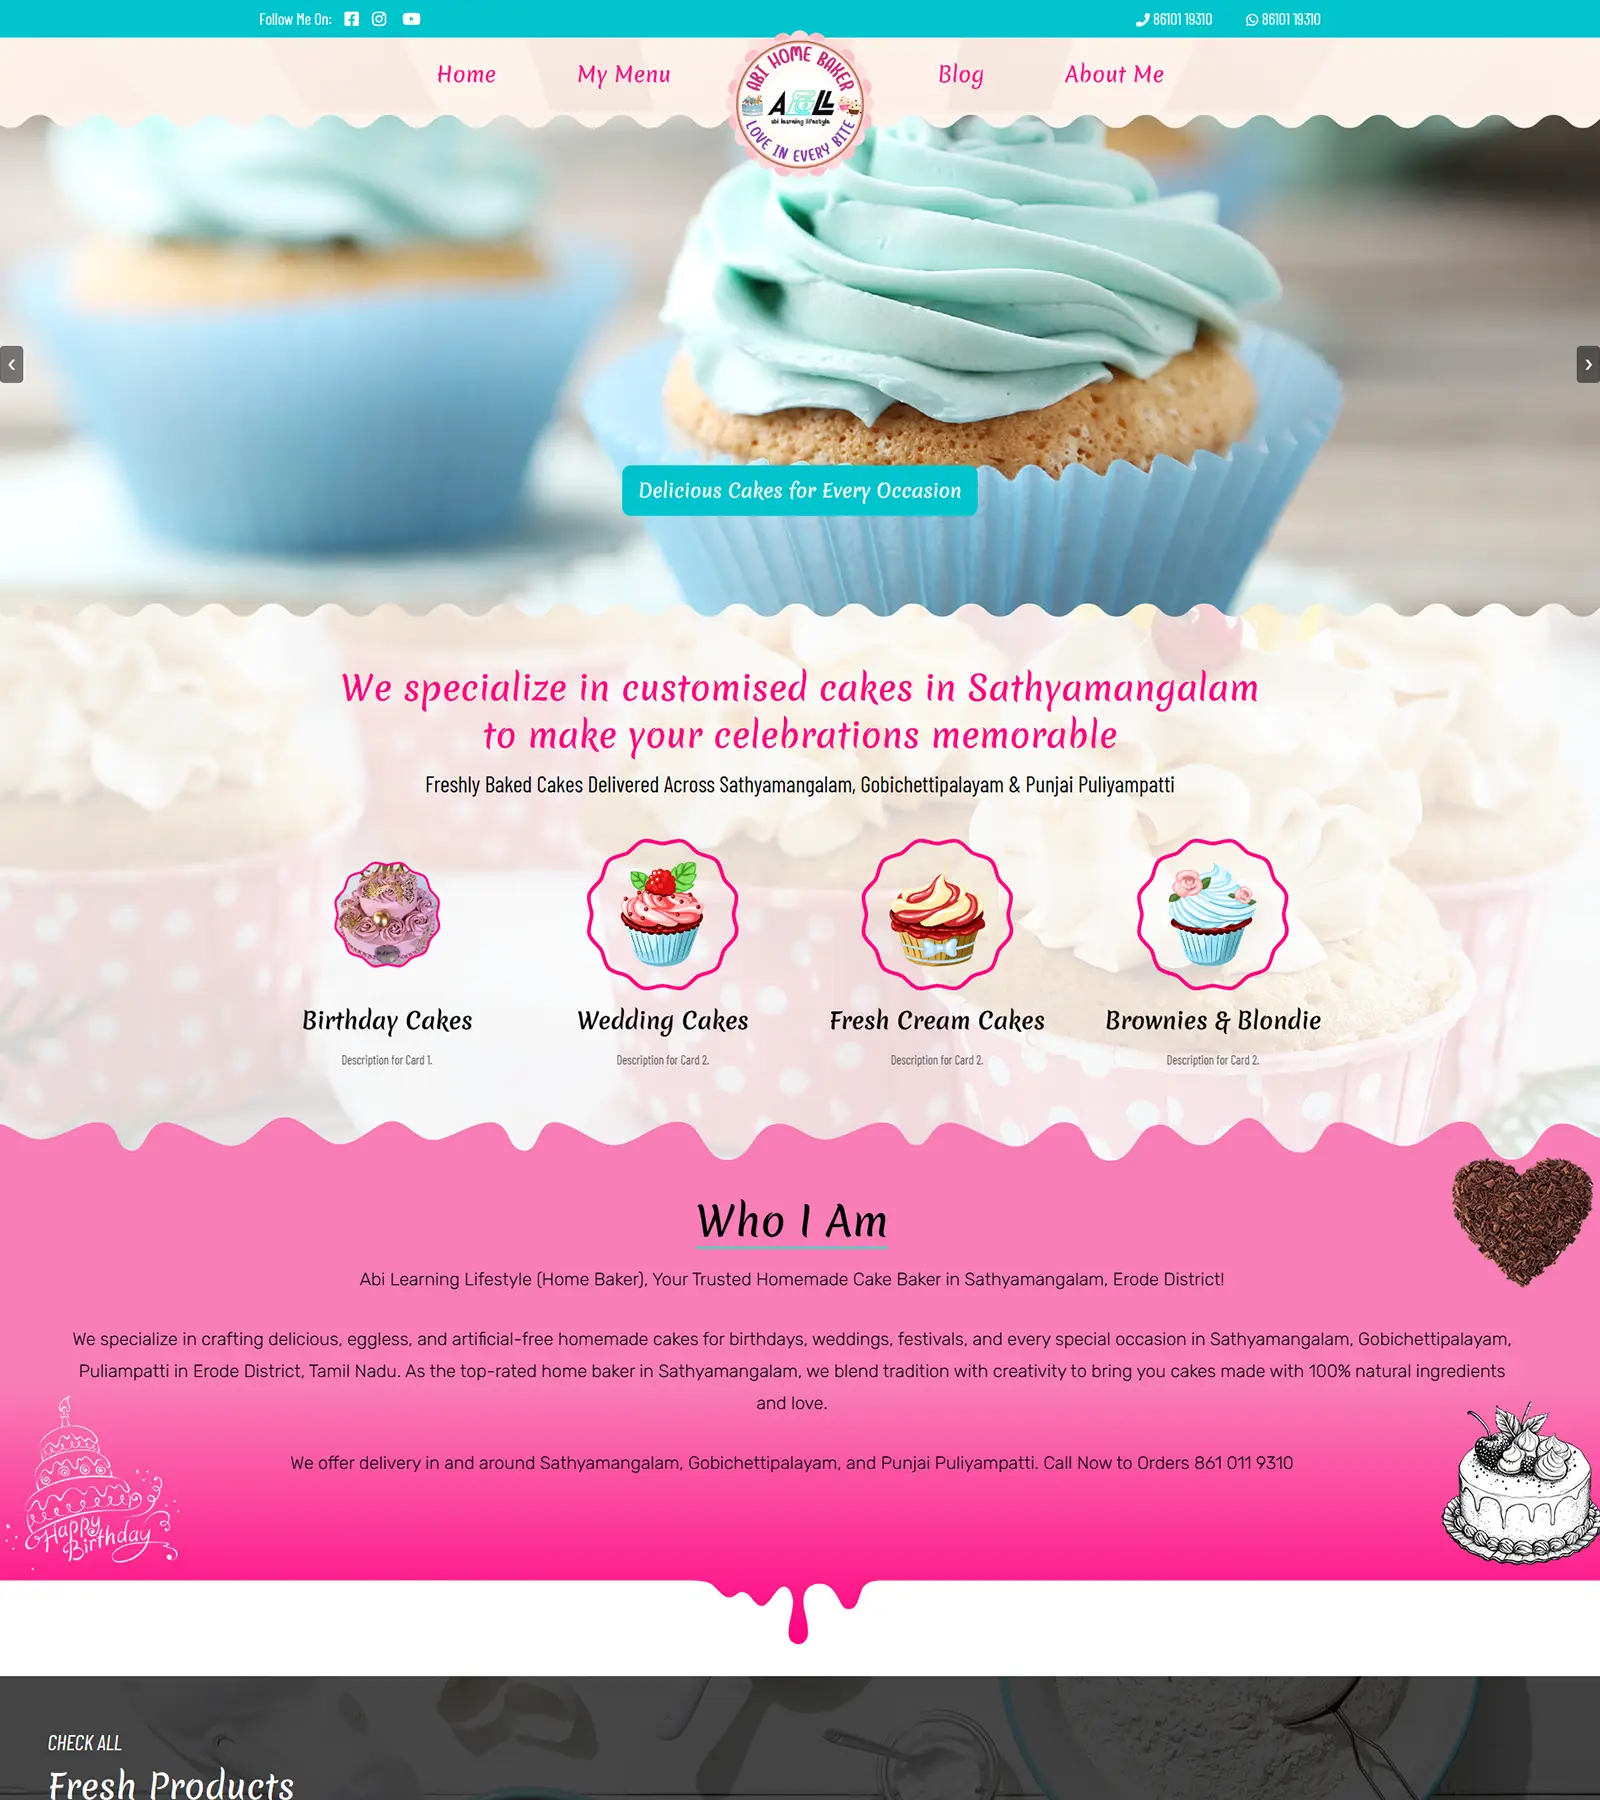 Follow Me On:
86101 19310
86101 19310
Home
My Menu
ABI HOME BAKER
ALL
abi learning lifestyle
LOVE IN EVERY BITE
Blog
About Me
‹
›
Delicious Cakes for Every Occasion
We specialize in customised cakes in Sathyamangalam
to make your celebrations memorable
Freshly Baked Cakes Delivered Across Sathyamangalam, Gobichettipalayam & Punjai Puliyampatti
Birthday Cakes
Wedding Cakes
Fresh Cream Cakes
Brownies & Blondie
Description for Card 1.
Description for Card 2.
Description for Card 2.
Description for Card 2.
Who I Am
Abi Learning Lifestyle (Home Baker), Your Trusted Homemade Cake Baker in Sathyamangalam, Erode District!
We specialize in crafting delicious, eggless, and artificial-free homemade cakes for birthdays, weddings, festivals, and every special occasion in Sathyamangalam, Gobichettipalayam,
Puliampatti in Erode District, Tamil Nadu. As the top-rated home baker in Sathyamangalam, we blend tradition with creativity to bring you cakes made with 100% natural ingredients
and love.
We offer delivery in and around Sathyamangalam, Gobichettipalayam, and Punjai Puliyampatti. Call Now to Orders 861 011 9310
Happy
Birthday
CHECK ALL
Fresh Products